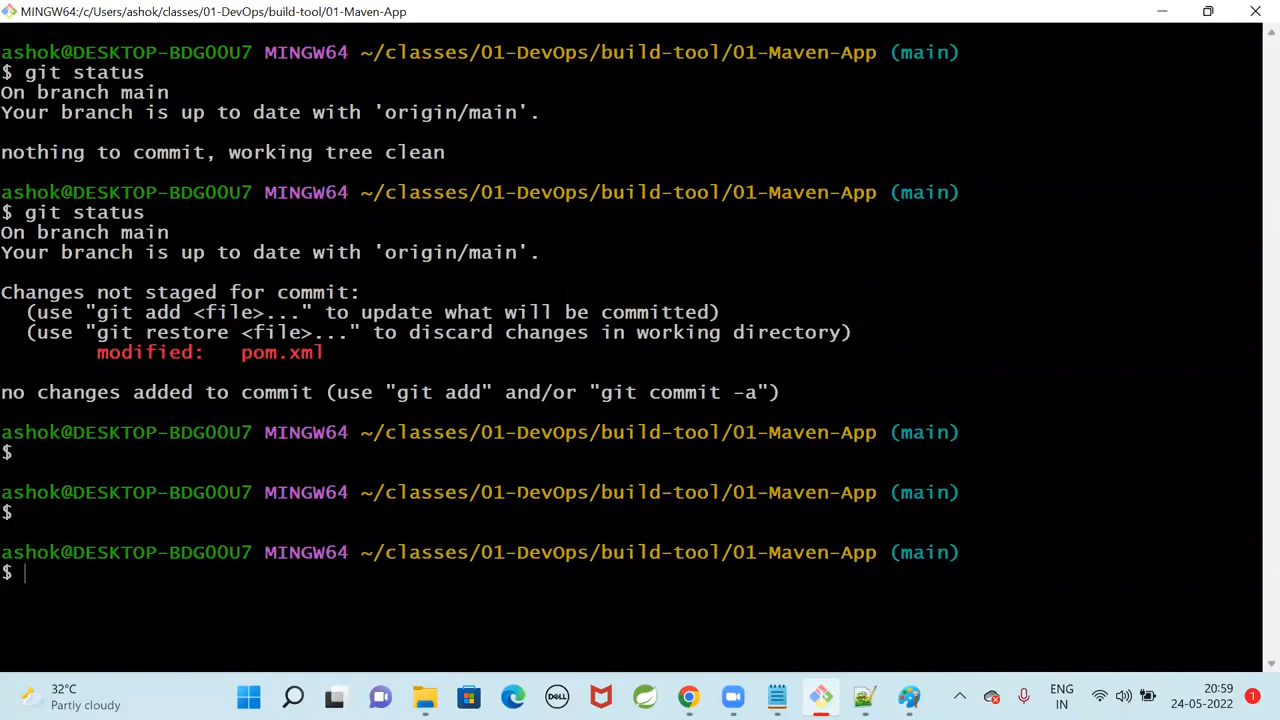 MINGW64:/c/Users/ashok/classes/01-DevOps/build-tool/01-Maven-App
ashok@DESKTOP-BDG00U7 MINGW64 ~/classes/01-DevOps/build-tool/01-Maven-App (main)
$ git status
On branch main
Your branch is up to date with 'origin/main'.
nothing to commit, working tree clean
ashok@DESKTOP-BDG00U7 MINGW64 ~/classes/01-DevOps/build-tool/01-Maven-App (main)
$ git status
On branch main
Your branch is up to date with 'origin/main'.
Changes not staged for commit:
(use "git add <file>..." to update what will be committed)
(use "git restore <file>..." to discard changes in working directory)
modified: pom.xml
no changes added to commit (use "git add" and/or "git commit -a")
ashok@DESKTOP-BDG00U7 MINGW64 ~/classes/01-DevOps/build-tool/01-Maven-App (main)
$
ashok@DESKTOP-BDG00U7 MINGW64 ~/classes/01-DevOps/build-tool/01-Maven-App (main)
$
ashok@DESKTOP-BDG00U7 MINGW64 ~/classes/01-DevOps/build-tool/01-Maven-App (main)
$
32°C
Partly cloudy
DELL
ENG
IN
20:59
24-05-2022
1